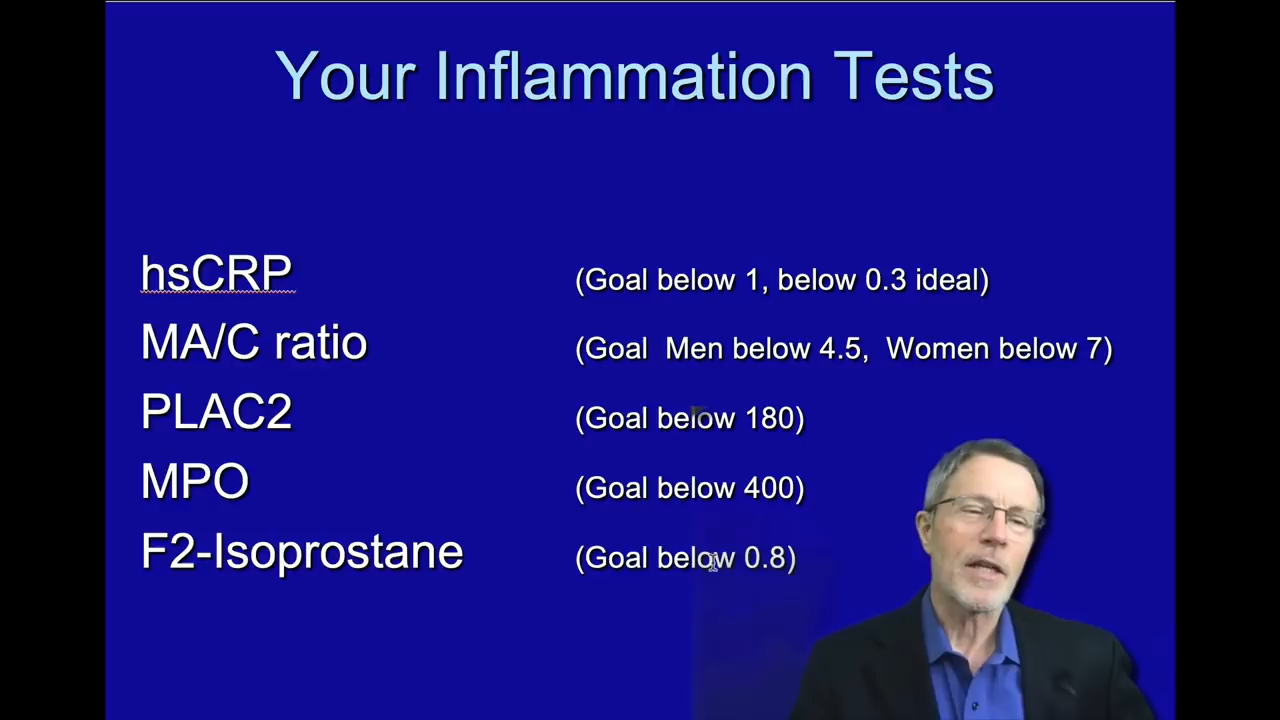 Your Inflammation Tests
hsCRP (Goal below 1, below 0.3 ideal)
MA/C ratio (Goal Men below 4.5, Women below 7)
PLAC2 (Goal below 180)
MPO (Goal below 400)
F2-Isoprostane (Goal below 0.8)